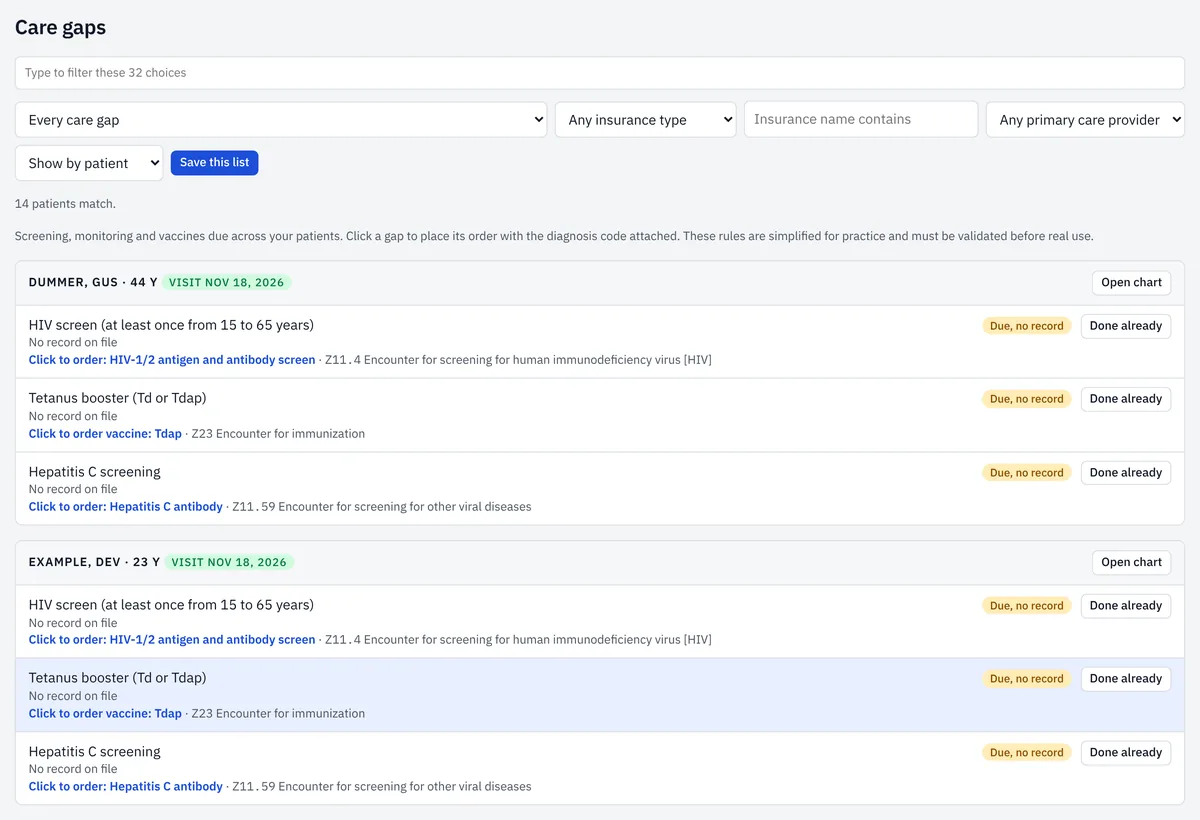 Care gaps
Type to filter these 32 choices
Every care gap
Any insurance type
Insurance name contains
Any primary care provider
Show by patient
Save this list
14 patients match.
Screening, monitoring and vaccines due across your patients. Click a gap to place its order with the diagnosis code attached. These rules are simplified for practice and must be validated before real use.
DUMMER, GUS · 44 Y VISIT NOV 18, 2026
Open chart
HIV screen (at least once from 15 to 65 years)
Due, no record
Done already
No record on file
Click to order: HIV-1/2 antigen and antibody screen · Z11.4 Encounter for screening for human immunodeficiency virus [HIV]
Tetanus booster (Td or Tdap)
Due, no record
Done already
No record on file
Click to order vaccine: Tdap · Z23 Encounter for immunization
Hepatitis C screening
Due, no record
Done already
No record on file
Click to order: Hepatitis C antibody · Z11.59 Encounter for screening for other viral diseases
EXAMPLE, DEV · 23 Y VISIT NOV 18, 2026
Open chart
HIV screen (at least once from 15 to 65 years)
Due, no record
Done already
No record on file
Click to order: HIV-1/2 antigen and antibody screen · Z11.4 Encounter for screening for human immunodeficiency virus [HIV]
Tetanus booster (Td or Tdap)
Due, no record
Done already
No record on file
Click to order vaccine: Tdap · Z23 Encounter for immunization
Hepatitis C screening
Due, no record
Done already
No record on file
Click to order: Hepatitis C antibody · Z11.59 Encounter for screening for other viral diseases